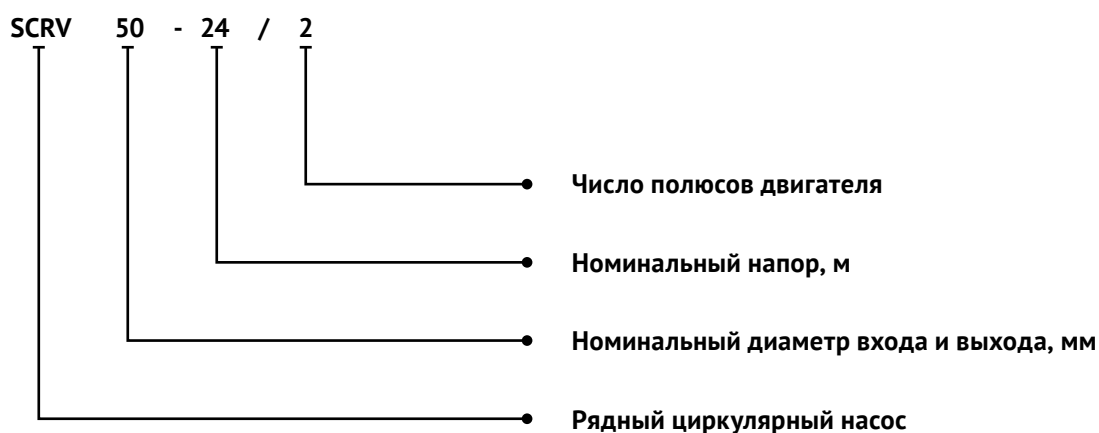 SCRV 50 - 24 / 2
Число полюсов двигателя
Номинальный напор, м
Номинальный диаметр входа и выхода, мм
Рядный циркулярный насос